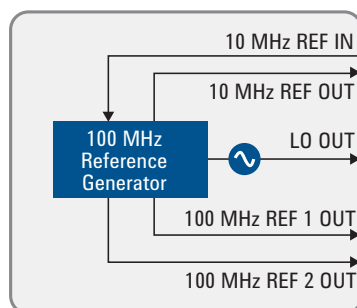 10 MHz REF IN
10 MHz REF OUT
100 MHz
Reference
Generator
LO OUT
100 MHz REF 1 OUT
100 MHz REF 2 OUT